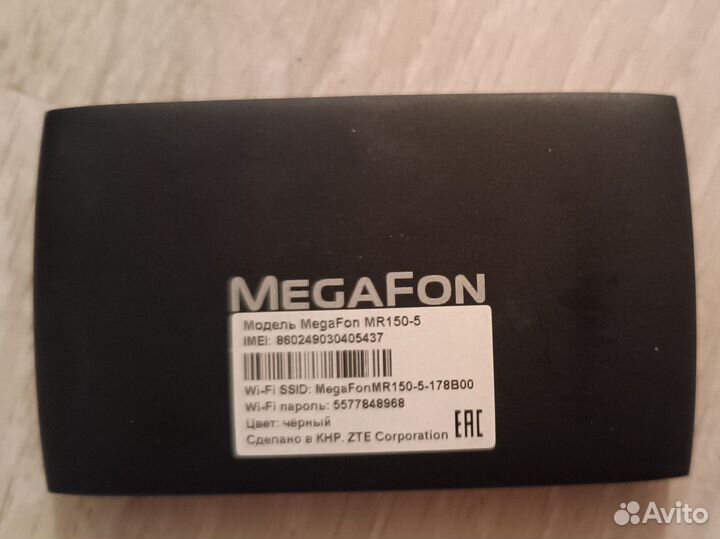 MEGAFON
Модель MegaFon MR150-5
IMEI: 860249030405437
Wi-Fi SSID: MegaFonMR150-5-178B00
Wi-Fi пароль: 5577848968
Цвет: чёрный
Сделано в КНР. ZTE Corporation
EAC
Avito